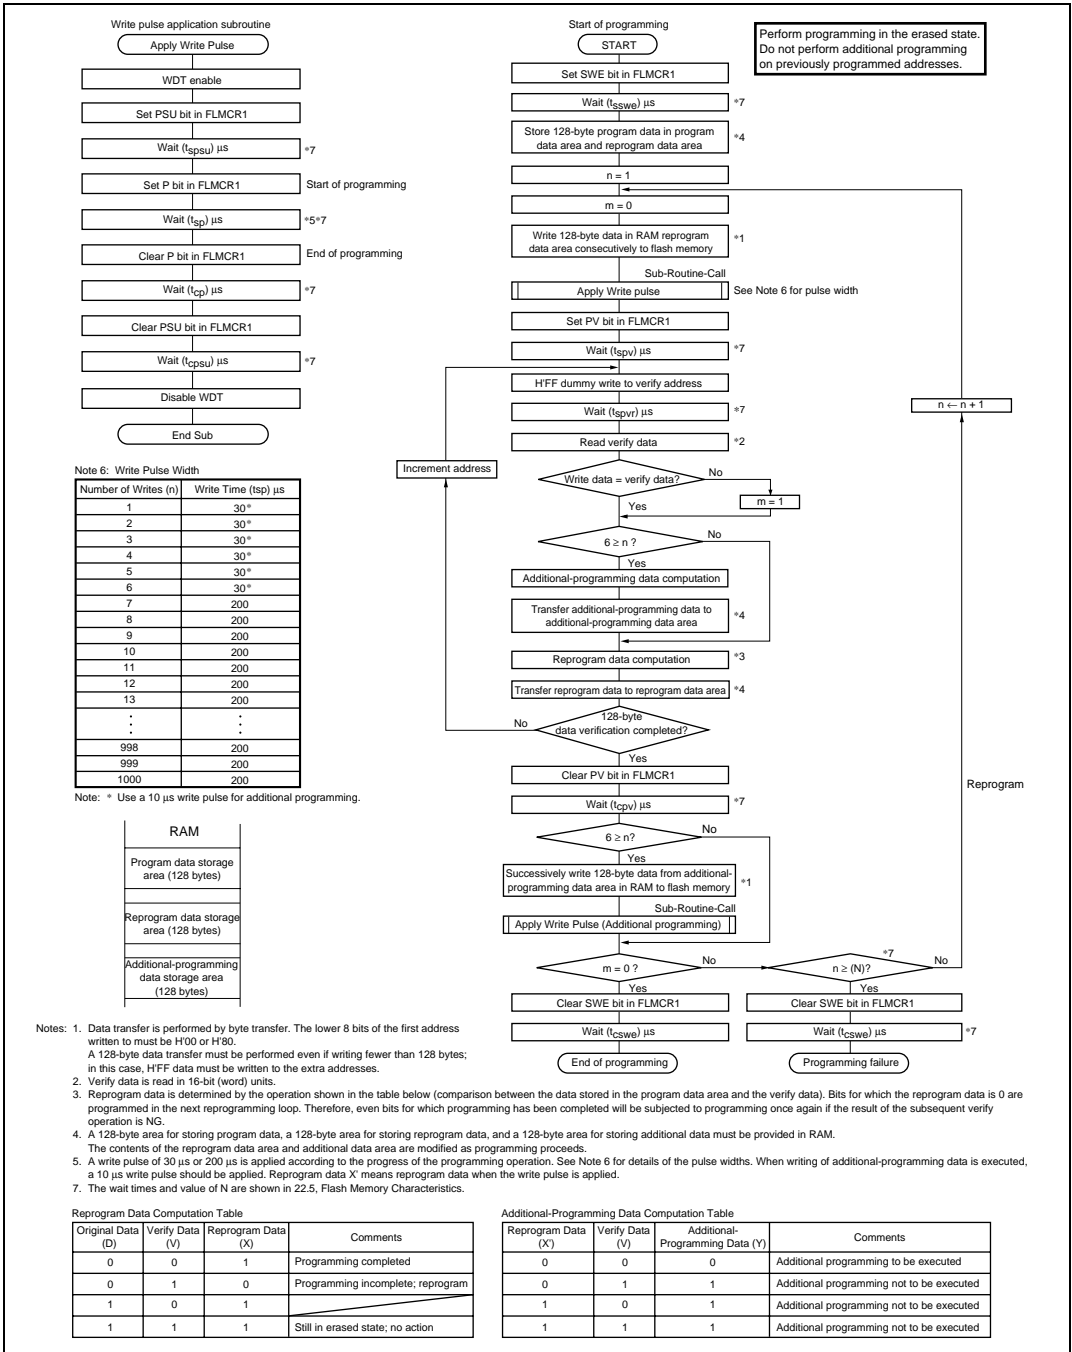 Write pulse application subroutine
Apply Write Pulse
WDT enable
Set PSU bit in FLMCR1
Wait (tspsu) μs
*7
Set P bit in FLMCR1
Start of programming
Wait (tsp) μs
*5*7
Clear P bit in FLMCR1
End of programming
Wait (tcp) μs
*7
Clear PSU bit in FLMCR1
Wait (tcpsu) μs
*7
Disable WDT
End Sub
Note 6: Write Pulse Width
Number of Writes (n) Write Time (tsp) μs
1 30*
2 30*
3 30*
4 30*
5 30*
6 30*
7 200
8 200
9 200
10 200
11 200
12 200
13 200
998 200
999 200
1000 200
Note: * Use a 10 μs write pulse for additional programming.
RAM
Program data storage
area (128 bytes)
Reprogram data storage
area (128 bytes)
Additional-programming
data storage area
(128 bytes)
Start of programming
START
Perform programming in the erased state.
Do not perform additional programming
on previously programmed addresses.
Set SWE bit in FLMCR1
Wait (tsswe) μs
*7
Store 128-byte program data in program
data area and reprogram data area
*4
n = 1
m = 0
Write 128-byte data in RAM reprogram
data area consecutively to flash memory
*1
Sub-Routine-Call
Apply Write pulse
See Note 6 for pulse width
Set PV bit in FLMCR1
Wait (tspv) μs
*7
H'FF dummy write to verify address
Wait (tspvr) μs
*7
Read verify data
*2
Increment address
Write data = verify data?
No
m = 1
Yes
6 ≥ n ?
No
Yes
Additional-programming data computation
Transfer additional-programming data to
additional-programming data area
*4
Reprogram data computation
*3
Transfer reprogram data to reprogram data area
*4
128-byte
data verification completed?
No
Yes
Clear PV bit in FLMCR1
Wait (tcpv) μs
*7
6 ≥ n?
No
Yes
Successively write 128-byte data from additional-
programming data area in RAM to flash memory
*1
Sub-Routine-Call
Apply Write Pulse (Additional programming)
m = 0 ?
No
Yes
n ≥ (N)?
*7
No
Yes
n ← n + 1
Reprogram
Clear SWE bit in FLMCR1
Clear SWE bit in FLMCR1
Wait (tcswe) μs
Wait (tcswe) μs
*7
End of programming
Programming failure
Notes: 1. Data transfer is performed by byte transfer. The lower 8 bits of the first address
written to must be H'00 or H'80.
A 128-byte data transfer must be performed even if writing fewer than 128 bytes;
in this case, H'FF data must be written to the extra addresses.
2. Verify data is read in 16-bit (word) units.
3. Reprogram data is determined by the operation shown in the table below (comparison between the data stored in the program data area and the verify data). Bits for which the reprogram data is 0 are
programmed in the next reprogramming loop. Therefore, even bits for which programming has been completed will be subjected to programming once again if the result of the subsequent verify
operation is NG.
4. A 128-byte area for storing program data, a 128-byte area for storing reprogram data, and a 128-byte area for storing additional data must be provided in RAM.
The contents of the reprogram data area and additional data area are modified as programming proceeds.
5. A write pulse of 30 μs or 200 μs is applied according to the progress of the programming operation. See Note 6 for details of the pulse widths. When writing of additional-programming data is executed,
a 10 μs write pulse should be applied. Reprogram data X' means reprogram data when the write pulse is applied.
7. The wait times and value of N are shown in 22.5, Flash Memory Characteristics.
Reprogram Data Computation Table
Original Data (D) Verify Data (V) Reprogram Data (X) Comments
0 0 1 Programming completed
0 1 0 Programming incomplete; reprogram
1 0 1
1 1 1 Still in erased state; no action
Additional-Programming Data Computation Table
Reprogram Data (X') Verify Data (V) Additional-Programming Data (Y) Comments
0 0 0 Additional programming to be executed
0 1 1 Additional programming not to be executed
1 0 1 Additional programming not to be executed
1 1 1 Additional programming not to be executed